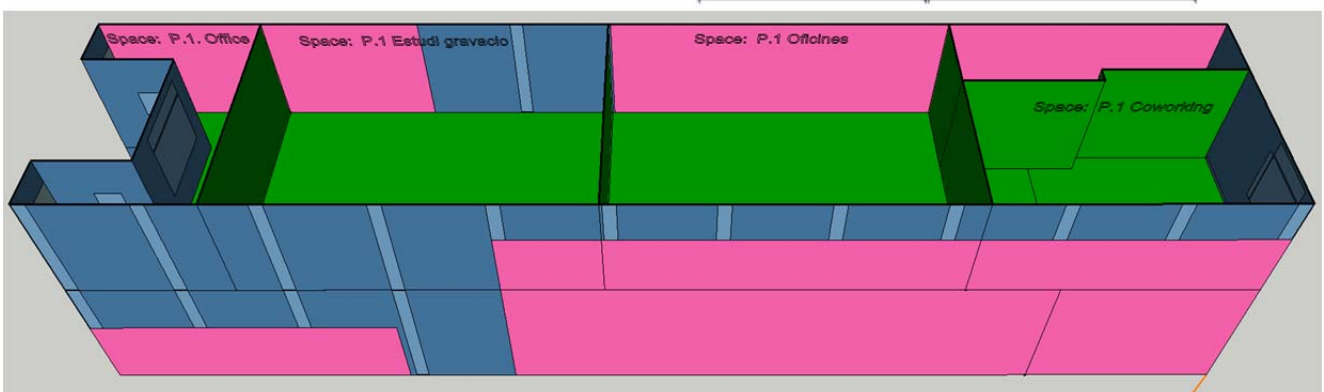 Space: P.1. Office
Space: P.1 Estudi gravacio
Space: P.1 Oficines
Space: P.1 Coworking